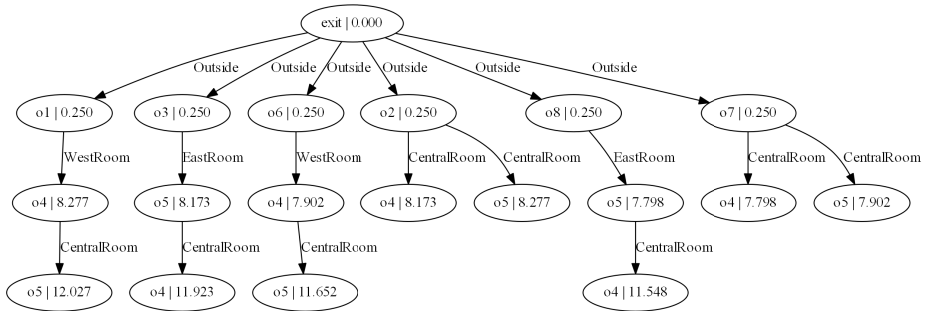 exit | 0.000
Outside Outside Outside Outside Outside Outside
o1 | 0.250 o3 | 0.250 o6 | 0.250 o2 | 0.250 o8 | 0.250 o7 | 0.250
WestRoom EastRoom WestRoom CentralRoom CentralRoom EastRoom CentralRoom CentralRoom
o4 | 8.277 o5 | 8.173 o4 | 7.902 o4 | 8.173 o5 | 8.277 o5 | 7.798 o4 | 7.798 o5 | 7.902
CentralRoom CentralRoom CentralRoom CentralRoom
o5 | 12.027 o4 | 11.923 o5 | 11.652 o4 | 11.548